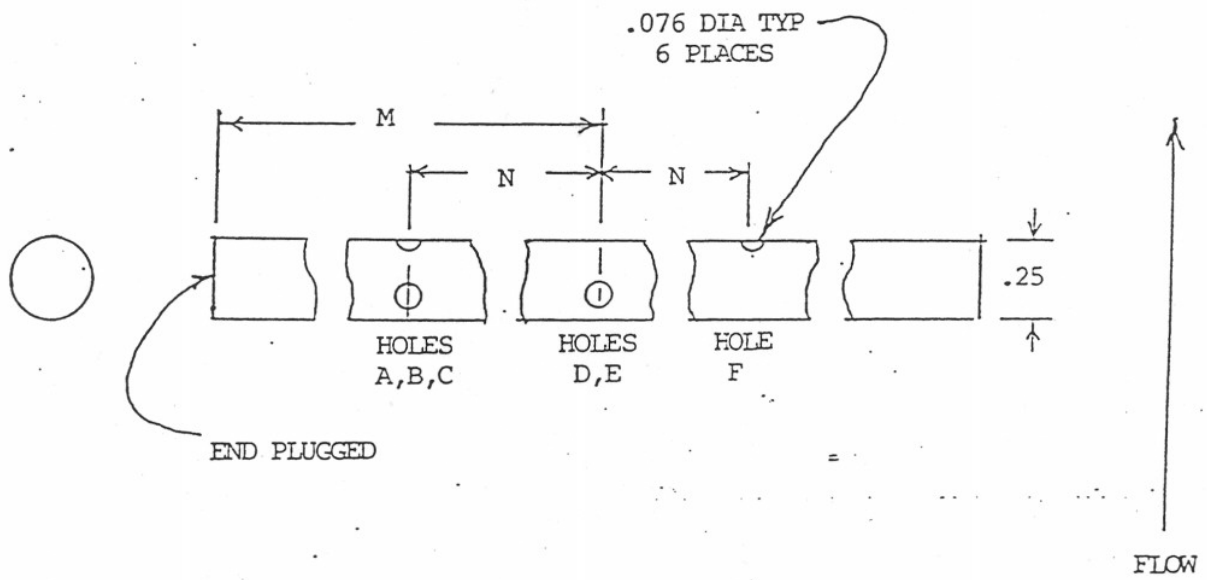 .076 DIA TYP
6 PLACES
M
N
N
.25
HOLES
A,B,C
HOLES
D,E
HOLE
F
END PLUGGED
FLOW